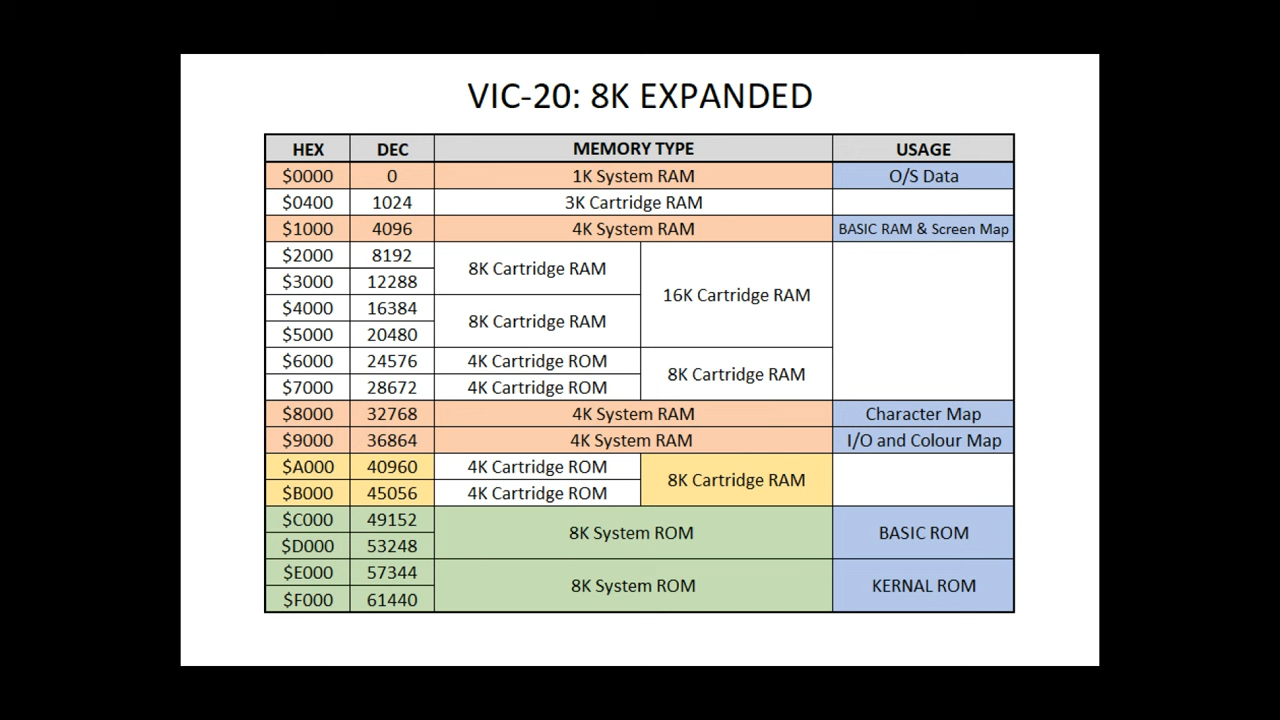 VIC-20: 8K EXPANDED
HEX DEC MEMORY TYPE USAGE
$0000 0 1K System RAM O/S Data
$0400 1024 3K Cartridge RAM
$1000 4096 4K System RAM BASIC RAM & Screen Map
$2000 8192 8K Cartridge RAM 16K Cartridge RAM
$3000 12288
$4000 16384 8K Cartridge RAM
$5000 20480
$6000 24576 4K Cartridge ROM 8K Cartridge RAM
$7000 28672 4K Cartridge ROM
$8000 32768 4K System RAM Character Map
$9000 36864 4K System RAM I/O and Colour Map
$A000 40960 4K Cartridge ROM 8K Cartridge RAM
$B000 45056 4K Cartridge ROM
$C000 49152 8K System ROM BASIC ROM
$D000 53248
$E000 57344 8K System ROM KERNAL ROM
$F000 61440